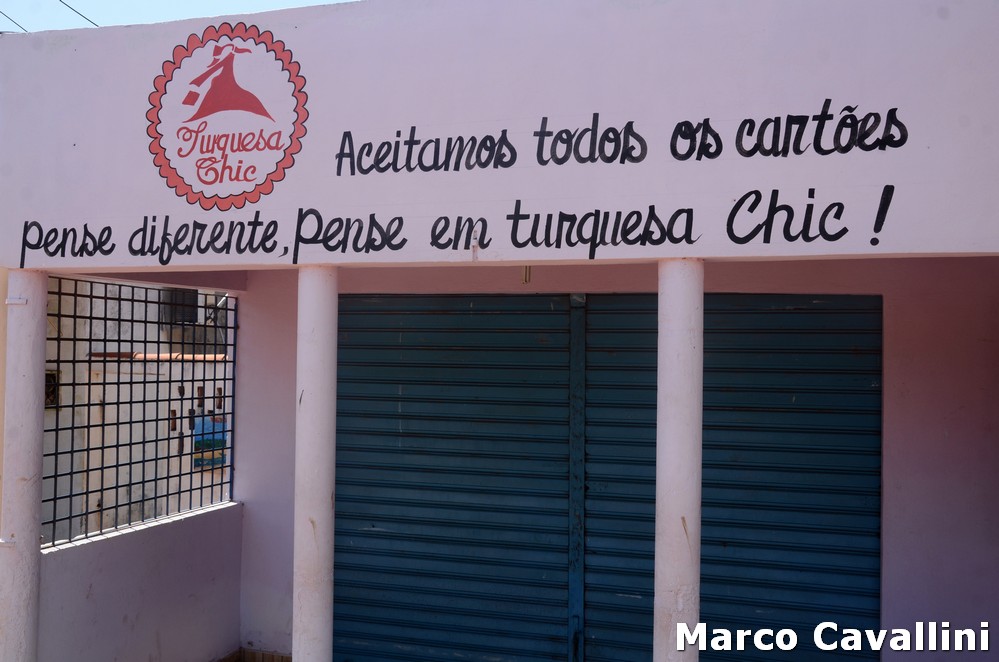 Turquesa
Chic
Aceitamos todos os cartões
pense diferente, pense em turquesa Chic !
Marco Cavallini